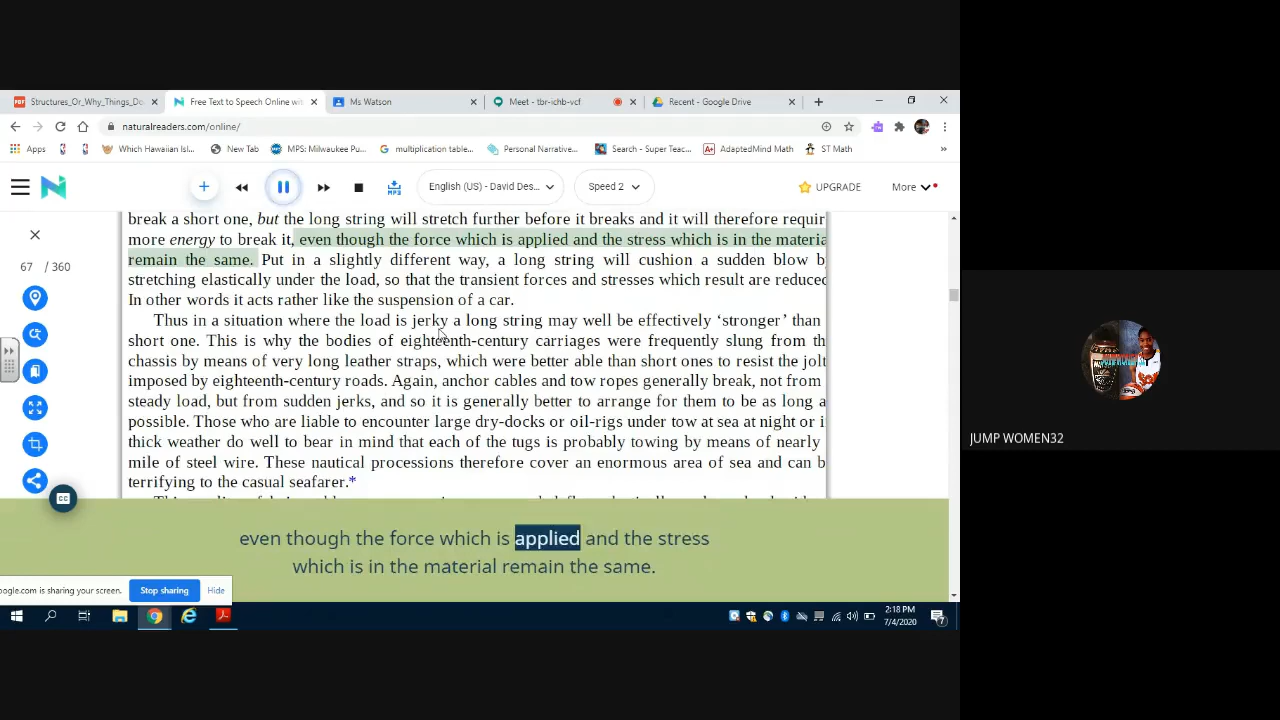 Structures_Or_Why_Things_Do
Free Text to Speech Online wit
Ms Watson
Meet - tbr-ichb-vcf
Recent - Google Drive
naturalreaders.com/online/
Apps
Which Hawaiian Isl...
New Tab
MPS: Milwaukee Pu...
multiplication table...
Personal Narrative...
Search - Super Teac...
AdaptedMind Math
ST Math
»
MP3
English (US) - David Des...
Speed 2
UPGRADE
More
67 / 360
break a short one, but the long string will stretch further before it breaks and it will therefore requir
more energy to break it, even though the force which is applied and the stress which is in the materia
remain the same. Put in a slightly different way, a long string will cushion a sudden blow b
stretching elastically under the load, so that the transient forces and stresses which result are reduced
In other words it acts rather like the suspension of a car.
Thus in a situation where the load is jerky a long string may well be effectively ‘stronger’ than
short one. This is why the bodies of eighteenth-century carriages were frequently slung from th
chassis by means of very long leather straps, which were better able than short ones to resist the jolt
imposed by eighteenth-century roads. Again, anchor cables and tow ropes generally break, not from
steady load, but from sudden jerks, and so it is generally better to arrange for them to be as long a
possible. Those who are liable to encounter large dry-docks or oil-rigs under tow at sea at night or i
thick weather do well to bear in mind that each of the tugs is probably towing by means of nearly
mile of steel wire. These nautical processions therefore cover an enormous area of sea and can b
terrifying to the casual seafarer.*
CC
even though the force which is applied and the stress
which is in the material remain the same.
ogle.com is sharing your screen.
Stop sharing
Hide
2:18 PM
7/4/2020
7
JUMP WOMEN32